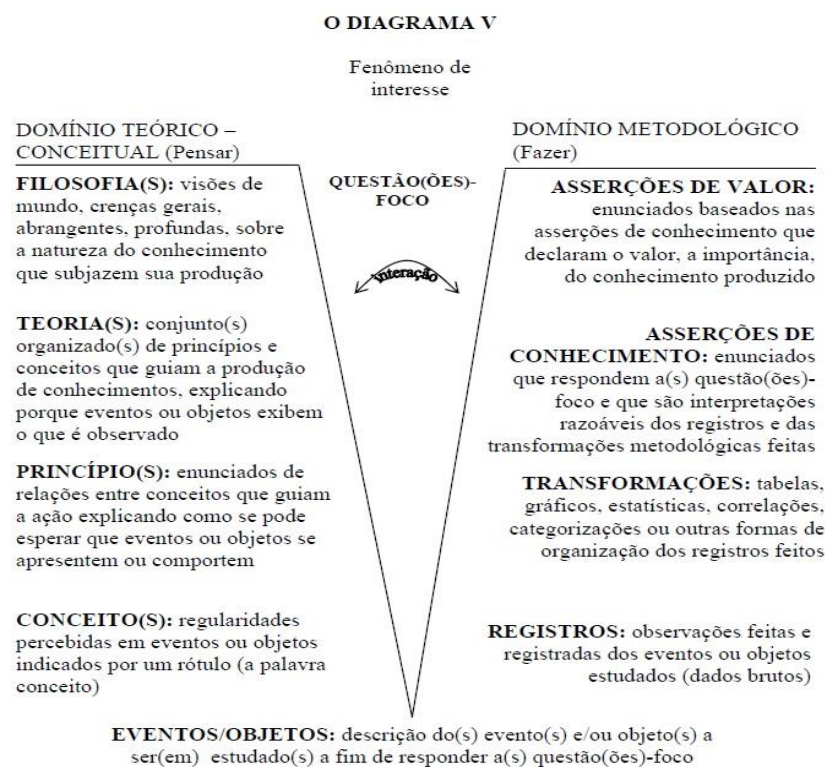 O DIAGRAMA V
Fenômeno de
interesse
DOMÍNIO TEÓRICO –
CONCEITUAL (Pensar)
FILOSOFIA(S): visões de
mundo, crenças gerais,
abrangentes, profundas, sobre
a natureza do conhecimento
que subjazem sua produção
TEORIA(S): conjunto(s)
organizado(s) de princípios e
conceitos que guiam a produção
de conhecimentos, explicando
porque eventos ou objetos exibem
o que é observado
PRINCÍPIO(S): enunciados de
relações entre conceitos que guiam
a ação explicando como se pode
esperar que eventos ou objetos se
apresentem ou comportem
CONCEITO(S): regularidades
percebidas em eventos ou objetos
indicados por um rótulo (a palavra
conceito)
QUESTÃO(ÕES)-
FOCO
interação
DOMÍNIO METODOLÓGICO
(Fazer)
ASSERÇÕES DE VALOR:
enunciados baseados nas
asserções de conhecimento que
declaram o valor, a importância,
do conhecimento produzido
ASSERÇÕES DE
CONHECIMENTO: enunciados
que respondem a(s) questão(ões)-
foco e que são interpretações
razoáveis dos registros e das
transformações metodológicas feitas
TRANSFORMAÇÕES: tabelas,
gráficos, estatísticas, correlações,
categorizações ou outras formas de
organização dos registros feitos
REGISTROS: observações feitas e
registradas dos eventos ou objetos
estudados (dados brutos)
EVENTOS/OBJETOS: descrição do(s) evento(s) e/ou objeto(s) a
ser(em) estudado(s) a fim de responder a(s) questão(ões)-foco